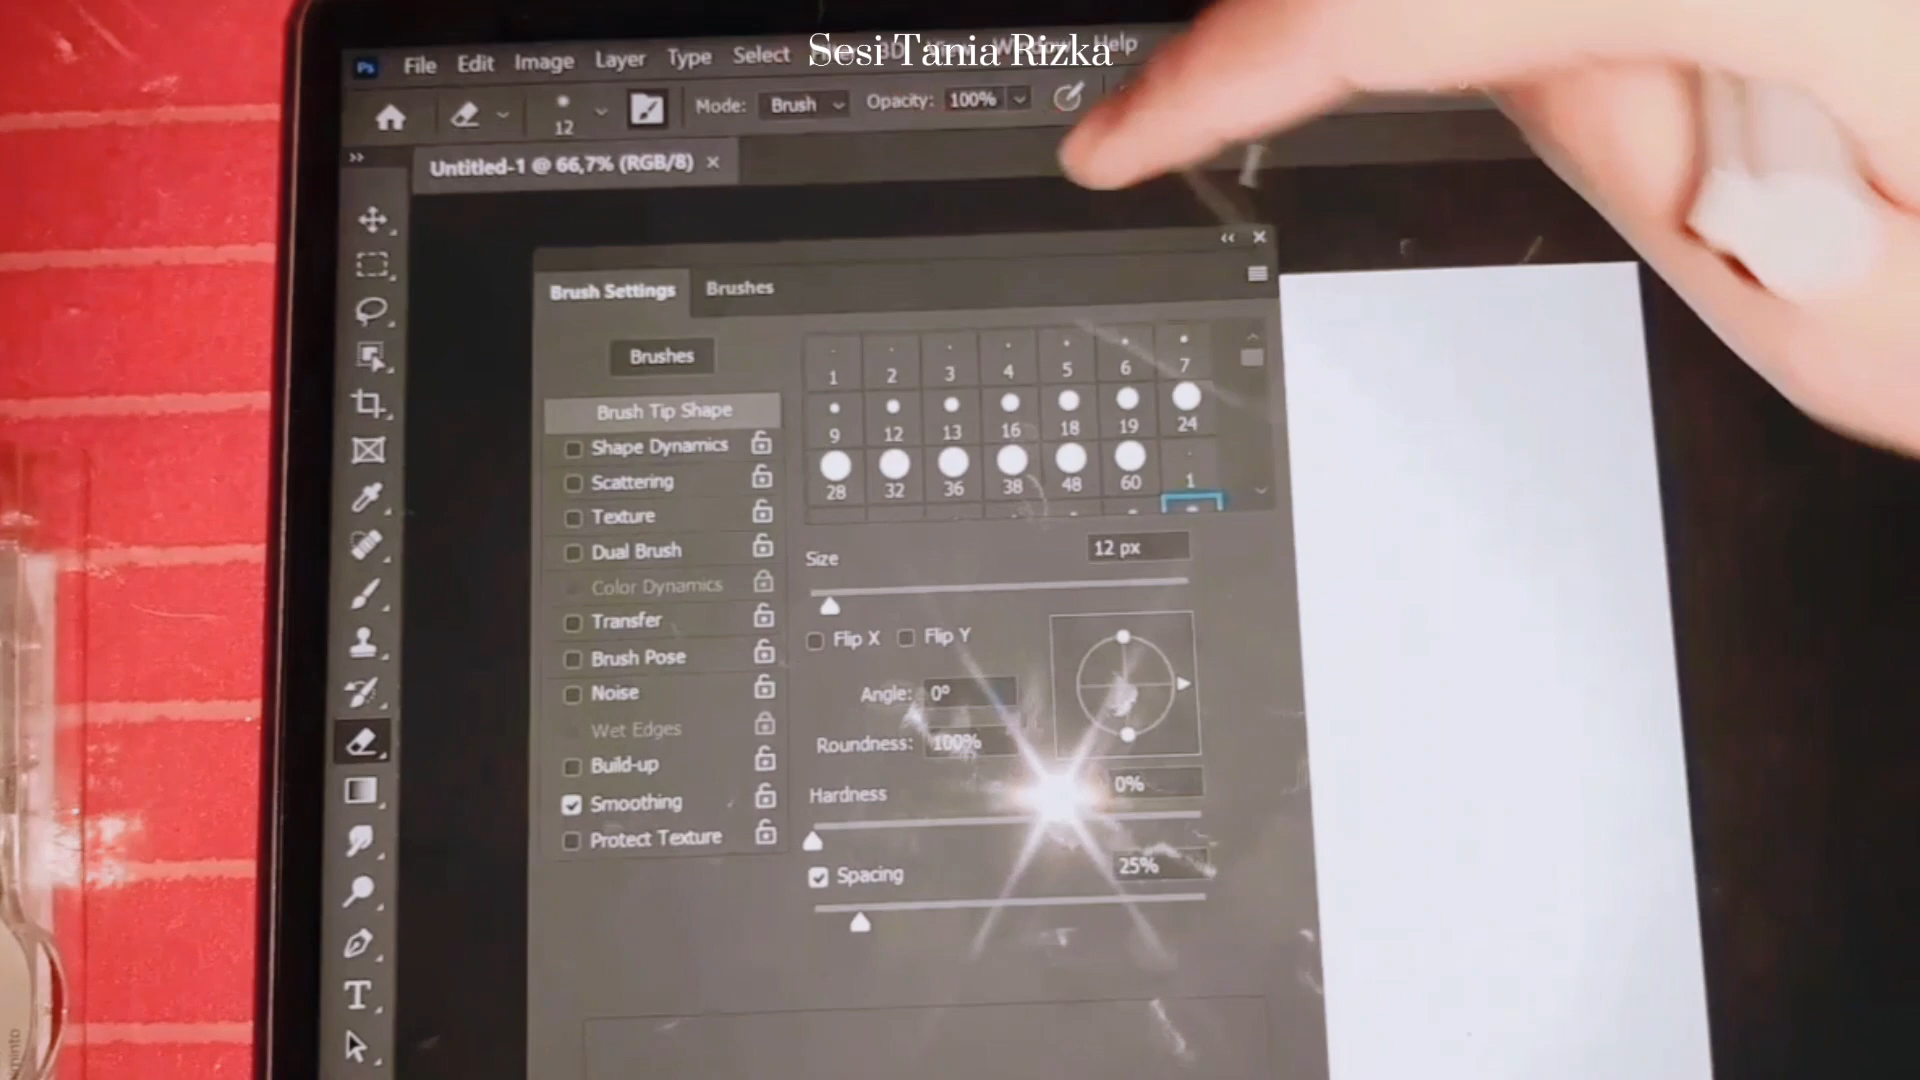 Sesi Tania Rizka
Ps File Edit Image Layer Type Select Help
12 Mode: Brush Opacity: 100%
Untitled-1 @ 66,7% (RGB/8) ×
Brush Settings Brushes
Brushes
Brush Tip Shape
Shape Dynamics
Scattering
Texture
Dual Brush
Color Dynamics
Transfer
Brush Pose
Noise
Wet Edges
Build-up
Smoothing
Protect Texture
1 2 3 4 5 6 7
9 12 13 16 18 19 24
28 32 36 38 48 60 1
Size 12 px
Flip X Flip Y
Angle: 0°
Roundness: 100%
Hardness 0%
Spacing 25%